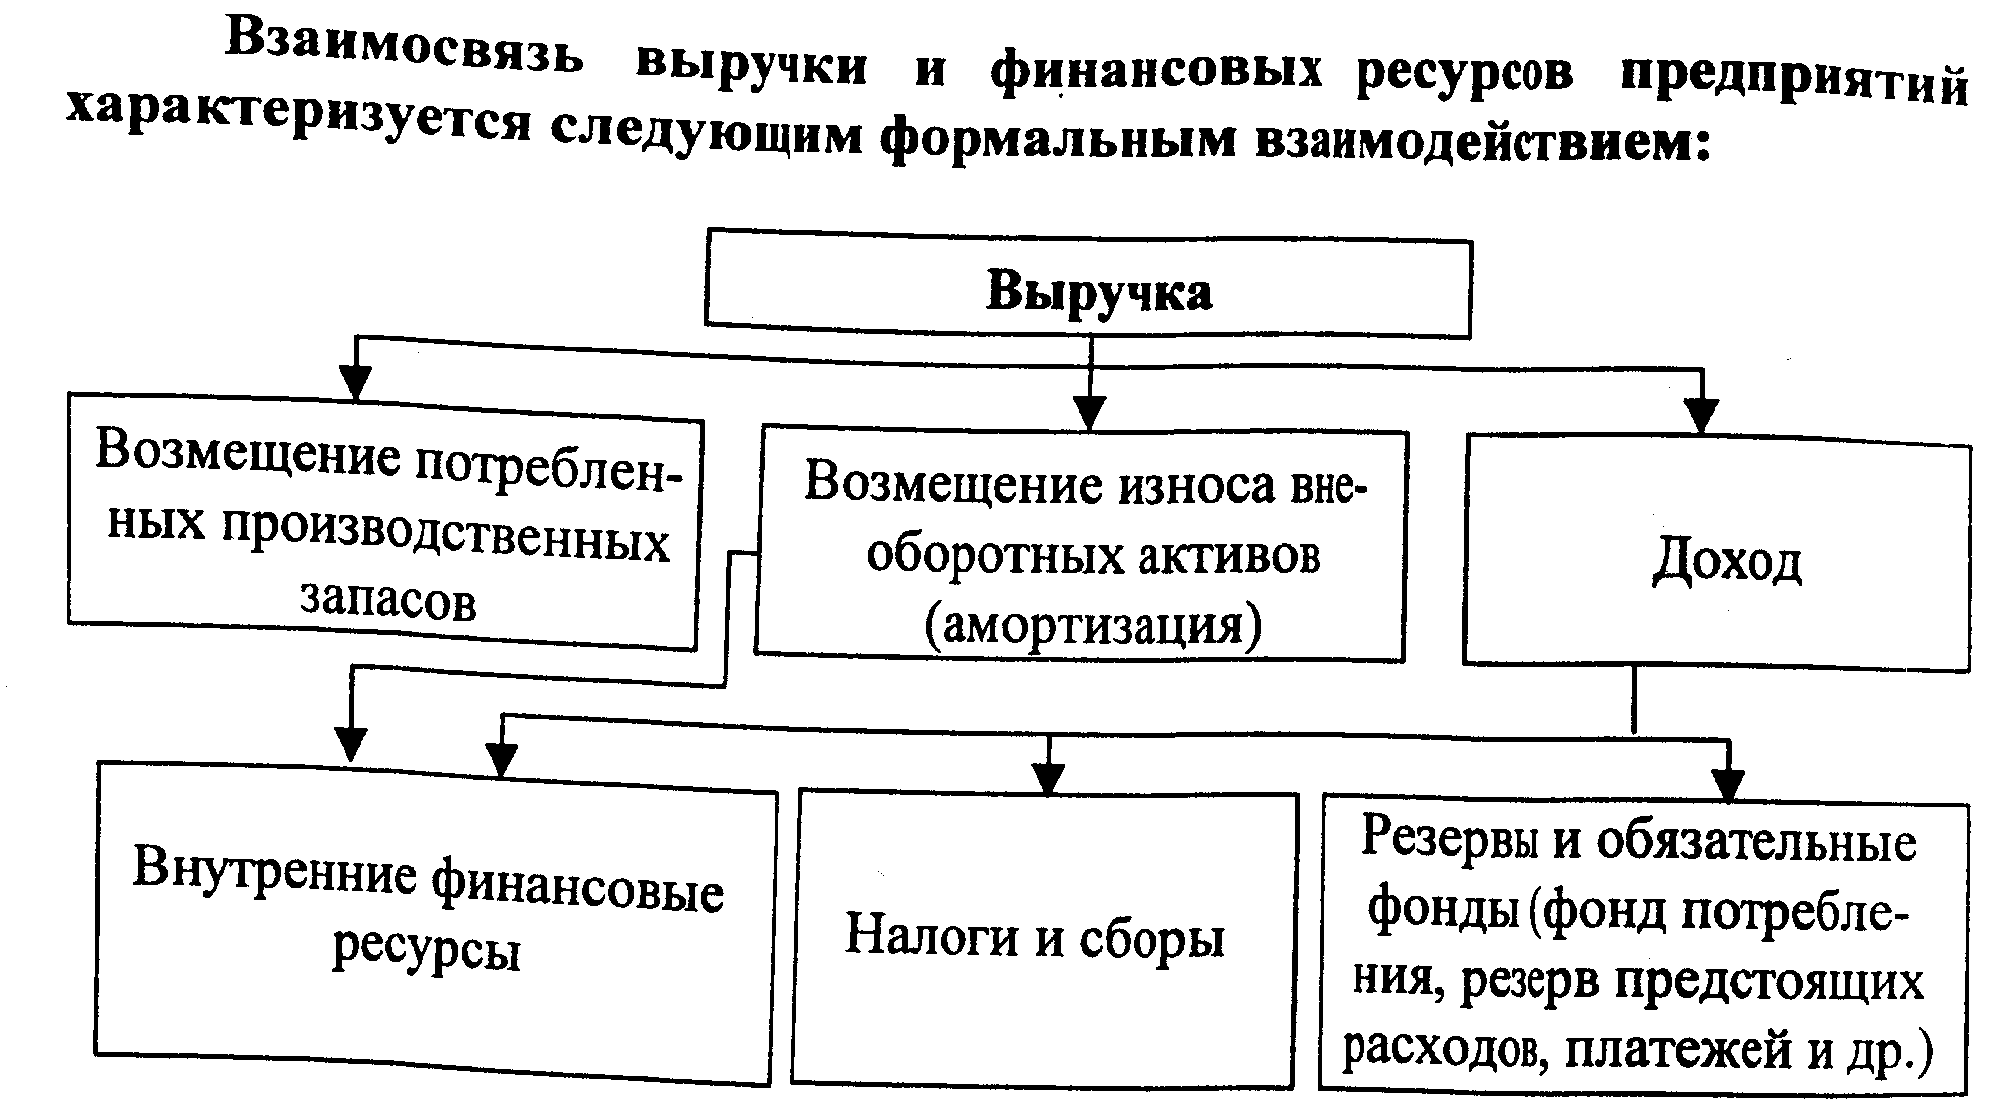 Взаимосвязь выручки и финансовых ресурсов предприятий
характеризуется следующим формальным взаимодействием:
Выручка
Возмещение потреблен-
ных производственных
запасов
Возмещение износа вне-
оборотных активов
(амортизация)
Доход
Внутренние финансовые
ресурсы
Налоги и сборы
Резервы и обязательные
фонды (фонд потребле-
ния, резерв предстоящих
расходов, платежей и др.)